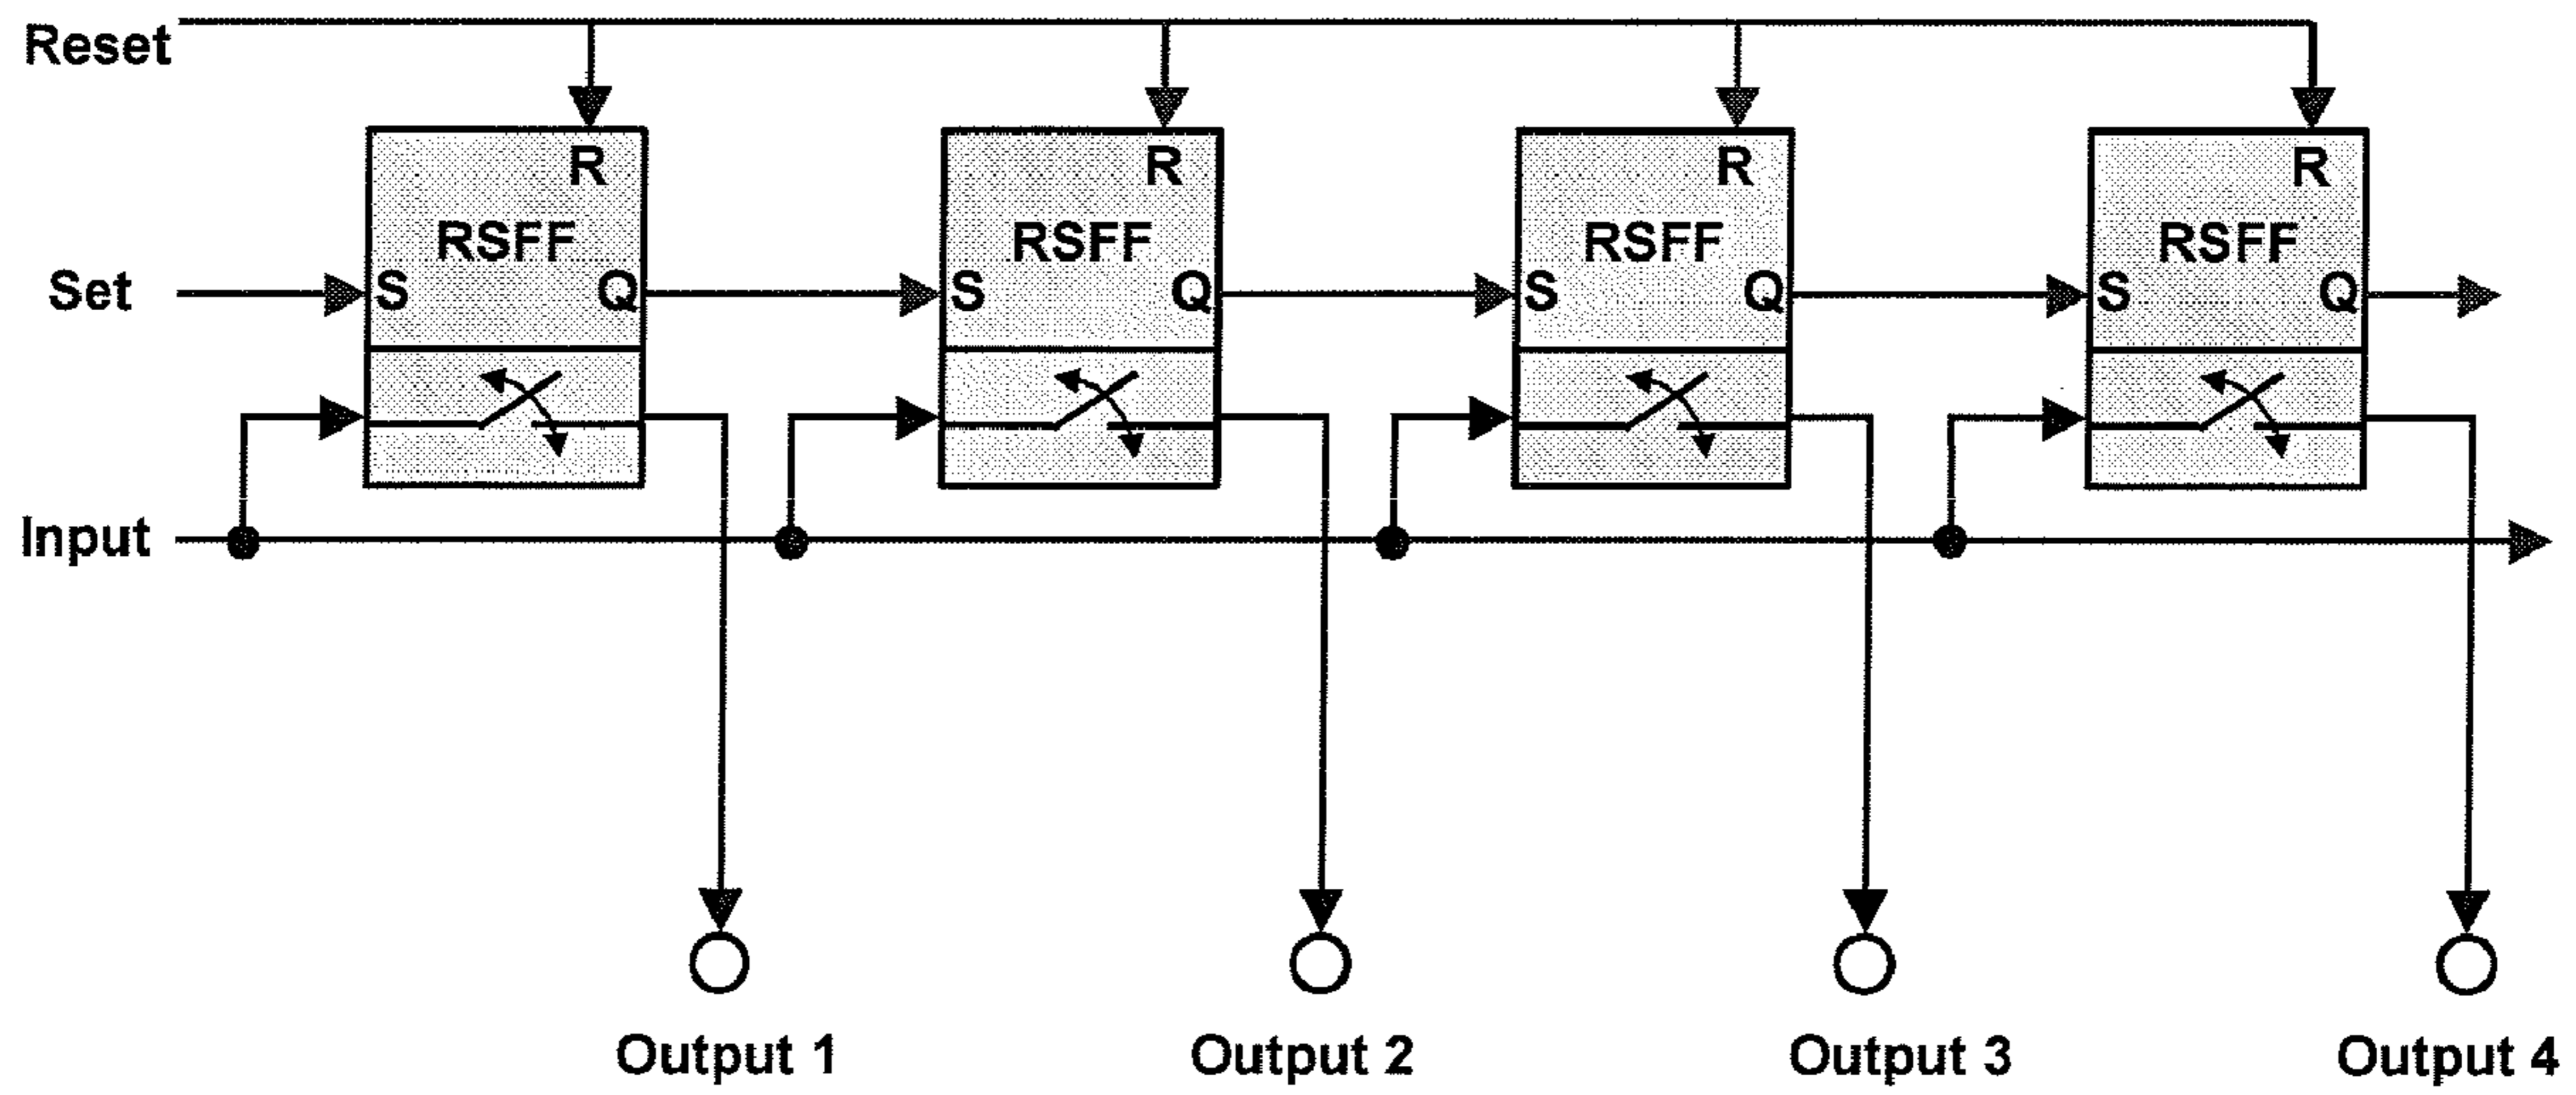 Reset
R R R R
RSFF RSFF RSFF RSFF
Set S Q S Q S Q S Q
Input
Output 1 Output 2 Output 3 Output 4